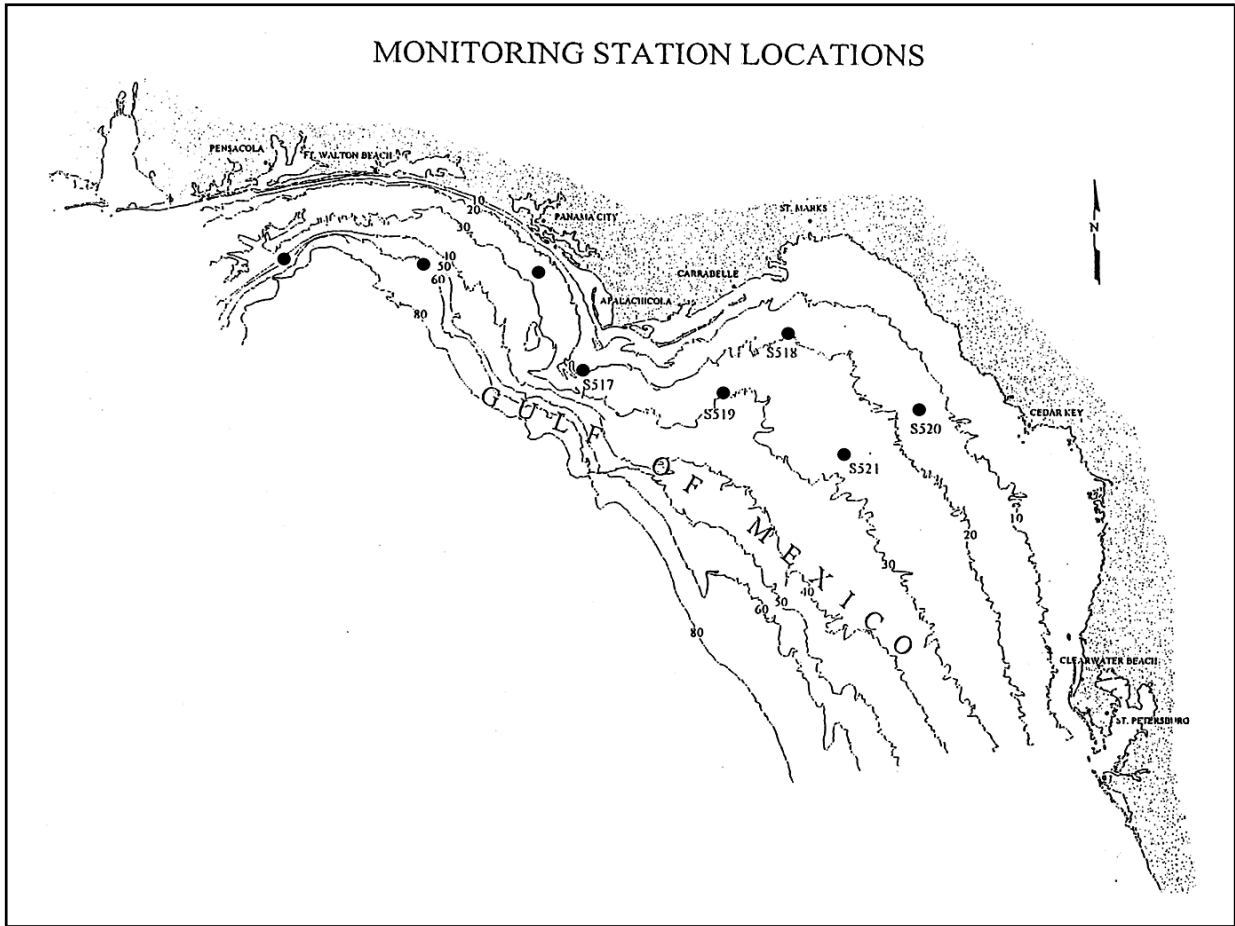 MONITORING STATION LOCATIONS
PENSACOLA
FT. WALTON BEACH
10
20
30
PANAMA CITY
ST. MARKS
N
40
50
60
80
CARRABELLE
APALACHICOLA
S518
S517
S519
S520
CEDAR KEY
S521
GULF OF MEXICO
10
20
30
40
50
60
80
CLEARWATER BEACH
ST. PETERSBURG